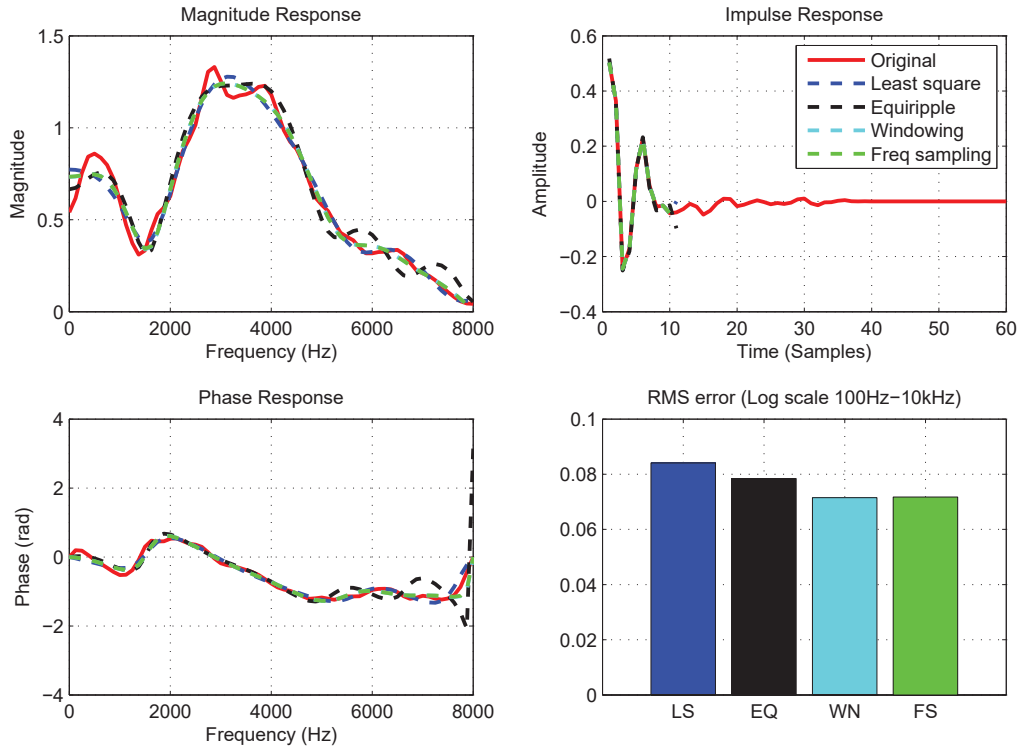 Magnitude Response
1.5
1
0.5
0
Magnitude
0 2000 4000 6000 8000
Frequency (Hz)
Impulse Response
0.6
0.4
0.2
0
−0.2
−0.4
Amplitude
Original
Least square
Equiripple
Windowing
Freq sampling
0 10 20 30 40 50 60
Time (Samples)
Phase Response
4
2
0
−2
−4
Phase (rad)
0 2000 4000 6000 8000
Frequency (Hz)
RMS error (Log scale 100Hz−10kHz)
0.1
0.08
0.06
0.04
0.02
0
LS EQ WN FS